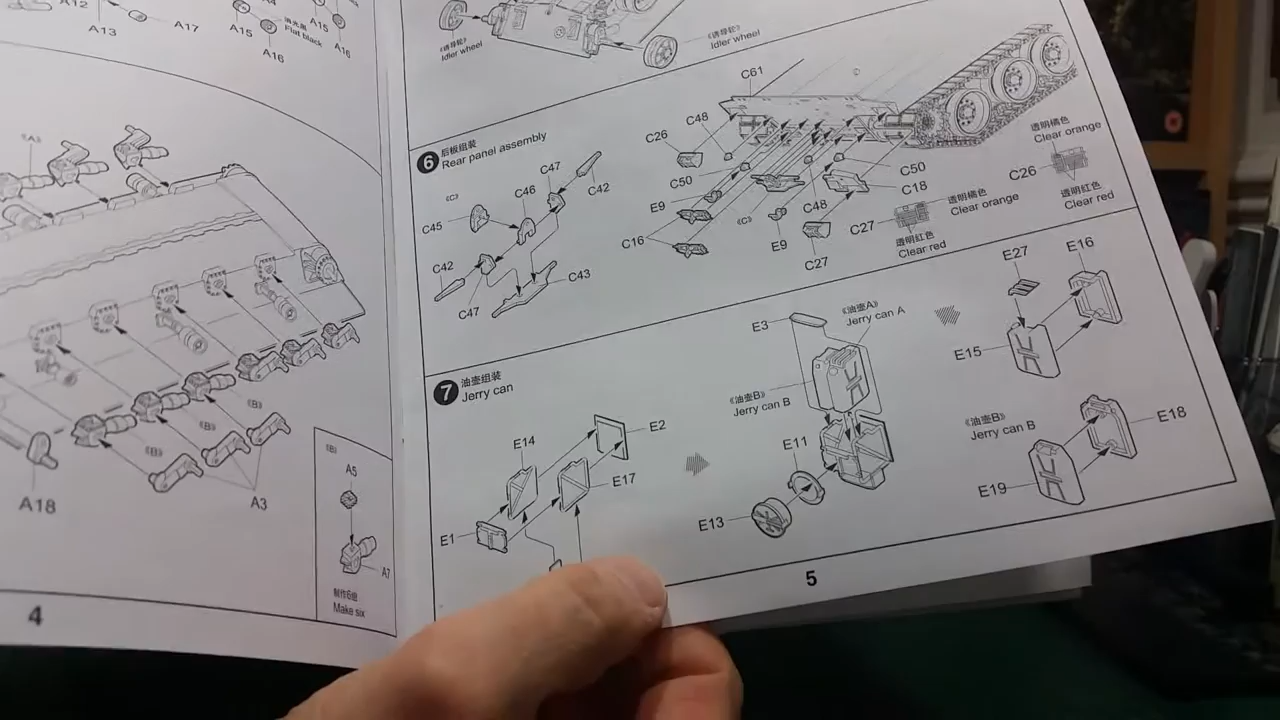 A12
A13
A17
A15
A16
Flat black
A15
A16
《A》
《B》
《B》
《B》
A18
A3
《B》
A5
A7
制作6组
Make six
4
《诱导轮》
Idler wheel
《诱导轮》
Idler wheel
6 后板组装
Rear panel assembly
《C》
C45
C46
C47
C42
C42
C47
C43
C61
C26
C48
C50
E9
C16
《C》
E9
C48
C27
C50
C18
C27
透明橘色
Clear orange
透明紅色
Clear red
C26
透明橘色
Clear orange
透明紅色
Clear red
7 油壶组装
Jerry can
E14
E2
E17
E1
E3
《油壶A》
Jerry can A
《油壶B》
Jerry can B
E11
E13
E27
E16
E15
《油壶B》
Jerry can B
E18
E19
5